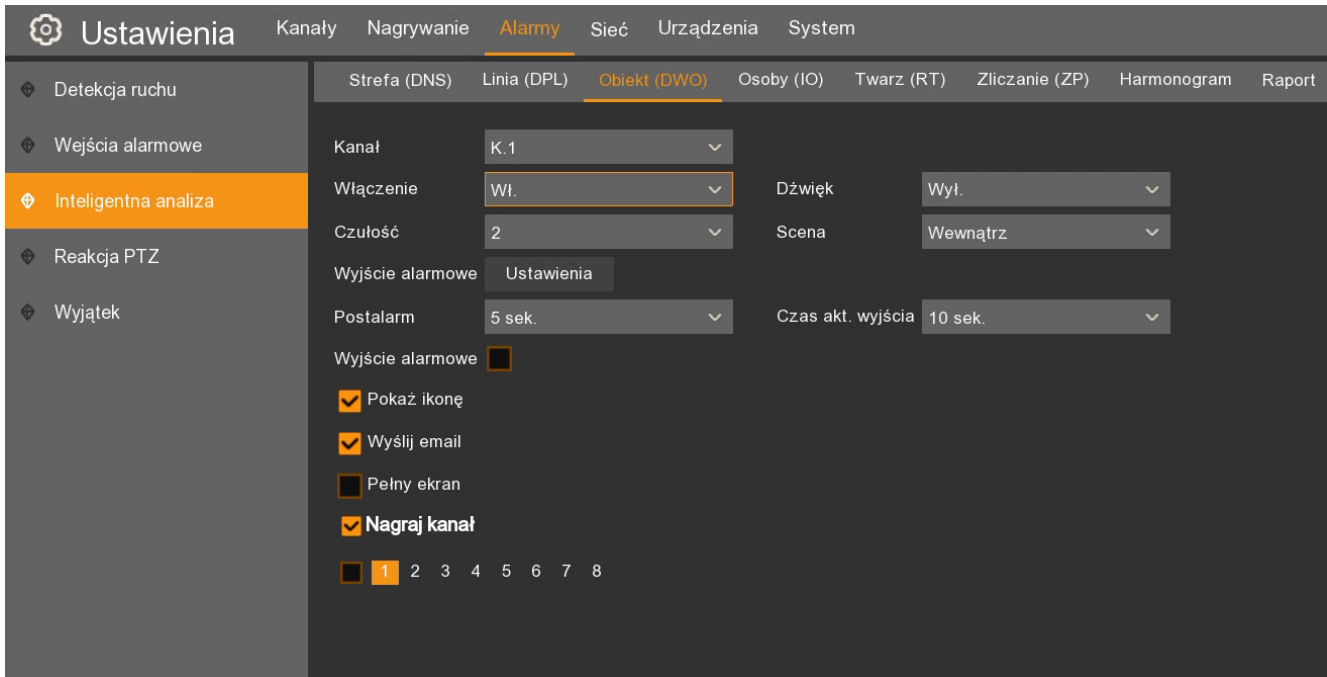 Ustawienia Kanały Nagrywanie Alarmy Sieć Urządzenia System
Detekcja ruchu
Wejścia alarmowe
Inteligentna analiza
Reakcja PTZ
Wyjątek
Strefa (DNS) Linia (DPL) Obiekt (DWO) Osoby (IO) Twarz (RT) Zliczanie (ZP) Harmonogram Raport
Kanał K.1
Włączenie Wł. Dźwięk Wył.
Czułość 2 Scena Wewnątrz
Wyjście alarmowe Ustawienia
Postalarm 5 sek. Czas akt. wyjścia 10 sek.
Wyjście alarmowe
Pokaż ikonę
Wyślij email
Pełny ekran
Nagraj kanał
1 2 3 4 5 6 7 8